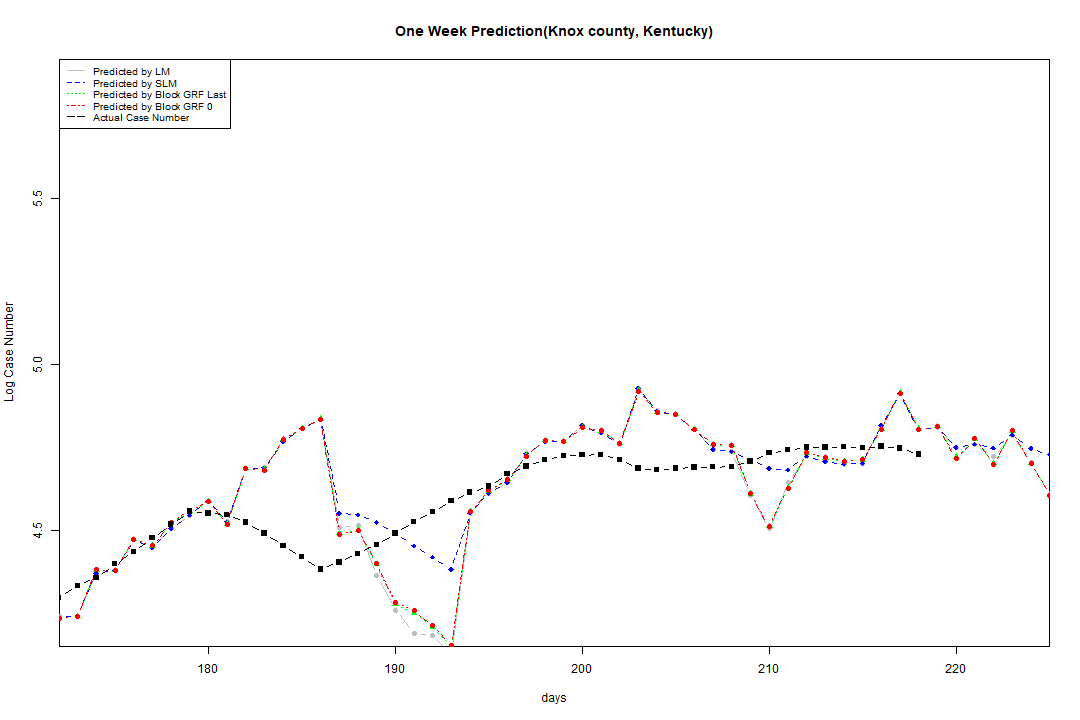 One Week Prediction(Knox county, Kentucky)
Predicted by LM
Predicted by SLM
Predicted by Block GRF Last
Predicted by Block GRF 0
Actual Case Number
5.5
5.0
4.5
Log Case Number
180 190 200 210 220
days